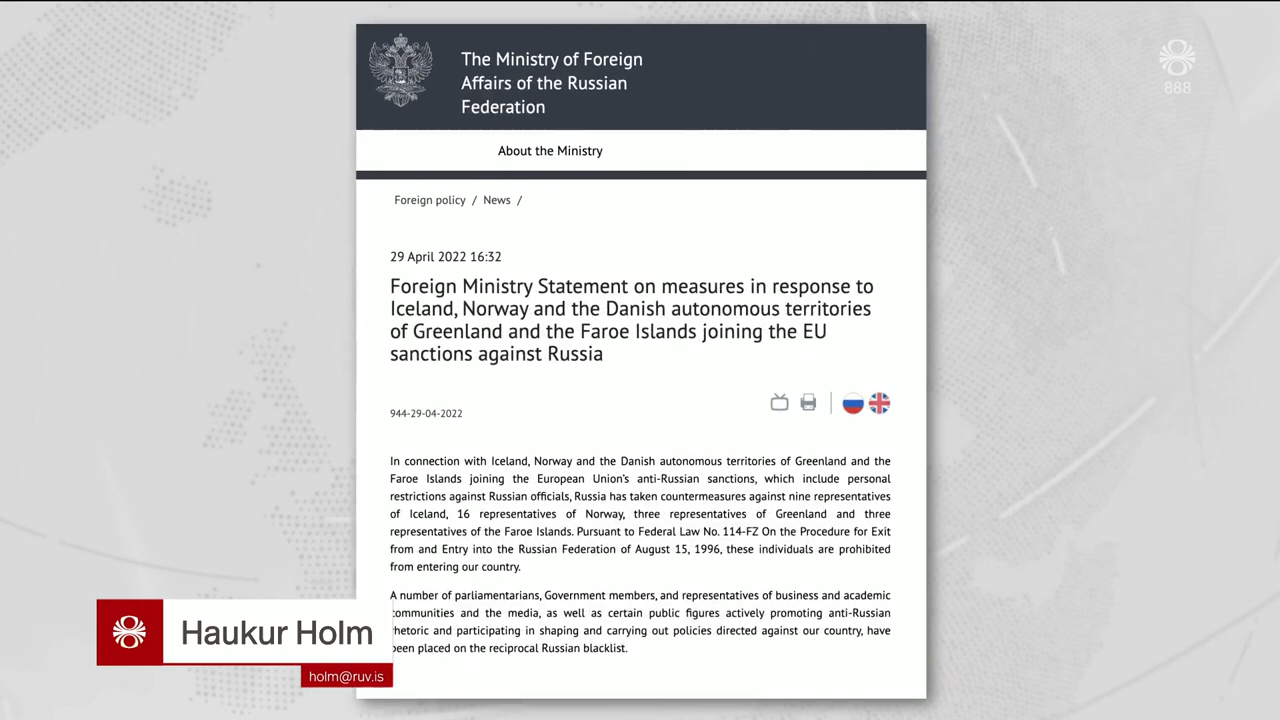 The Ministry of Foreign
Affairs of the Russian
Federation
888
About the Ministry
Foreign policy / News /
29 April 2022 16:32
Foreign Ministry Statement on measures in response to
Iceland, Norway and the Danish autonomous territories
of Greenland and the Faroe Islands joining the EU
sanctions against Russia
944-29-04-2022
In connection with Iceland, Norway and the Danish autonomous territories of Greenland and the
Faroe Islands joining the European Union's anti-Russian sanctions, which include personal
restrictions against Russian officials, Russia has taken countermeasures against nine representatives
of Iceland, 16 representatives of Norway, three representatives of Greenland and three
representatives of the Faroe Islands. Pursuant to Federal Law No. 114-FZ On the Procedure for Exit
from and Entry into the Russian Federation of August 15, 1996, these individuals are prohibited
from entering our country.
A number of parliamentarians, Government members, and representatives of business and academic
communities and the media, as well as certain public figures actively promoting anti-Russian
rhetoric and participating in shaping and carrying out policies directed against our country, have
been placed on the reciprocal Russian blacklist.
Haukur Holm
holm@ruv.is